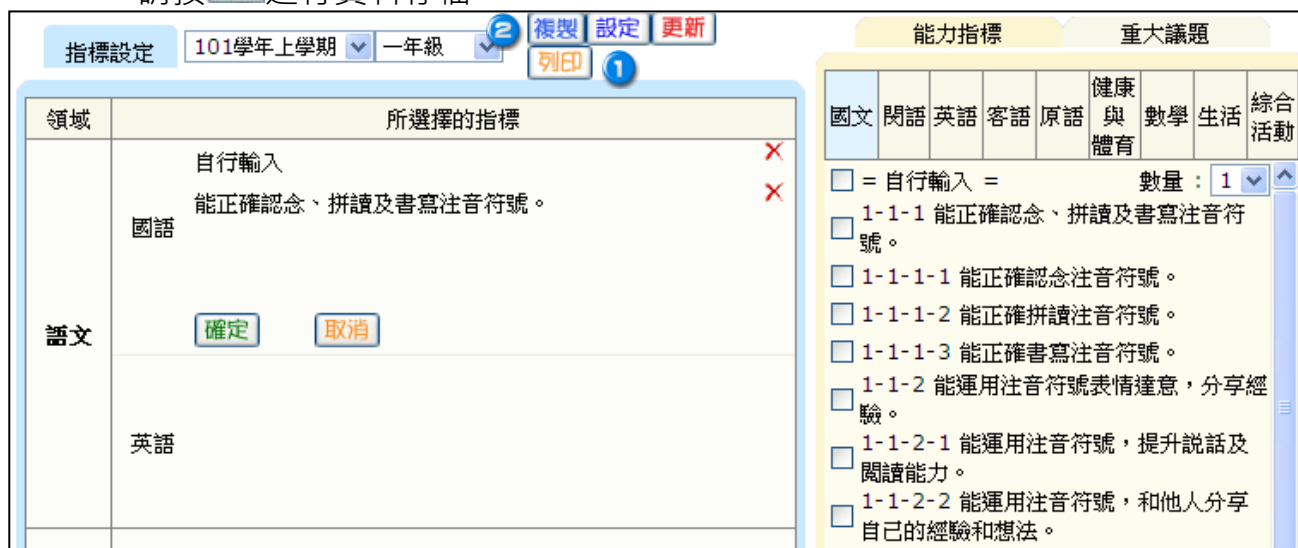 指標設定 101學年上學期 一年級 2 複製 設定 更新
列印 1
領域 所選擇的指標
自行輸入
能正確認念、拼讀及書寫注音符號。
國語
確定 取消
語文
英語
能力指標 重大議題
國文 閩語 英語 客語 原語 健康與體育 數學 生活 綜合活動
= 自行輸入 = 數量：1
1-1-1 能正確認念、拼讀及書寫注音符
號。
1-1-1-1 能正確認念注音符號。
1-1-1-2 能正確拼讀注音符號。
1-1-1-3 能正確書寫注音符號。
1-1-2 能運用注音符號表情達意，分享經
驗。
1-1-2-1 能運用注音符號，提升說話及
閱讀能力。
1-1-2-2 能運用注音符號，和他人分享
自己的經驗和想法。